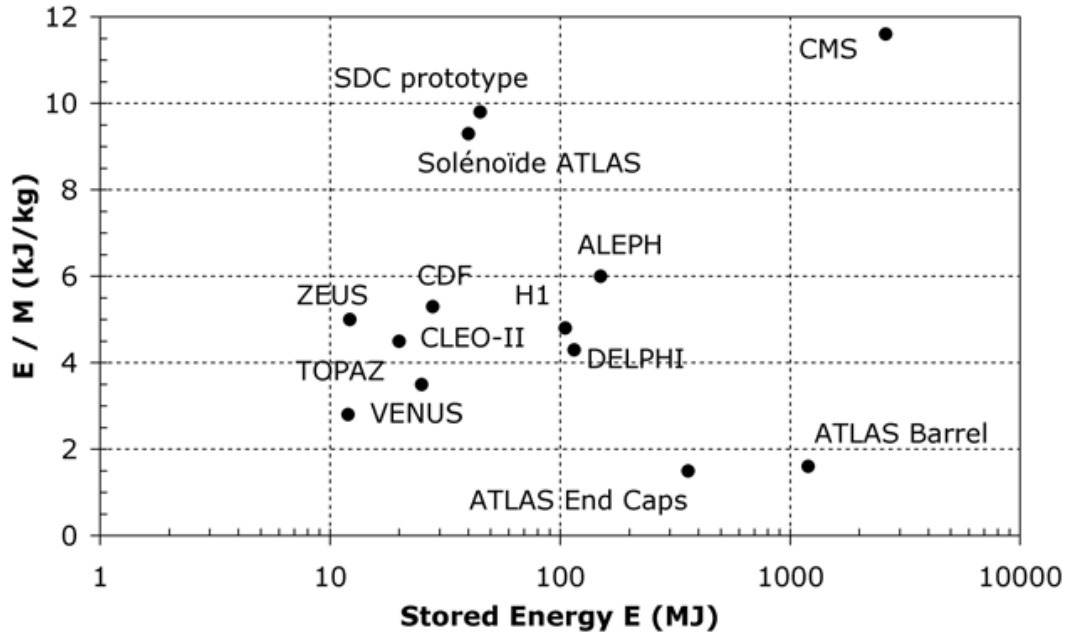 12
CMS
SDC prototype
10
Solénoïde ATLAS
8
E / M (kJ/kg)
ALEPH
6
CDF
ZEUS
H1
CLEO-II
DELPHI
4
TOPAZ
VENUS
2
ATLAS Barrel
ATLAS End Caps
0
1 10 100 1000 10000
Stored Energy E (MJ)